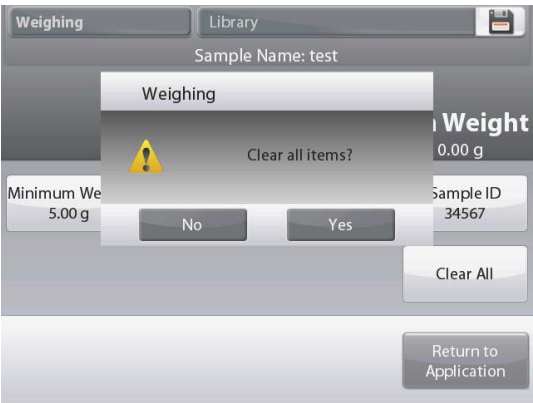 Weighing
Library
Sample Name: test
Weighing
Weight
Clear all items?
0.00 g
Minimum We
5.00 g
Sample ID
34567
No
Yes
Clear All
Return to
Application